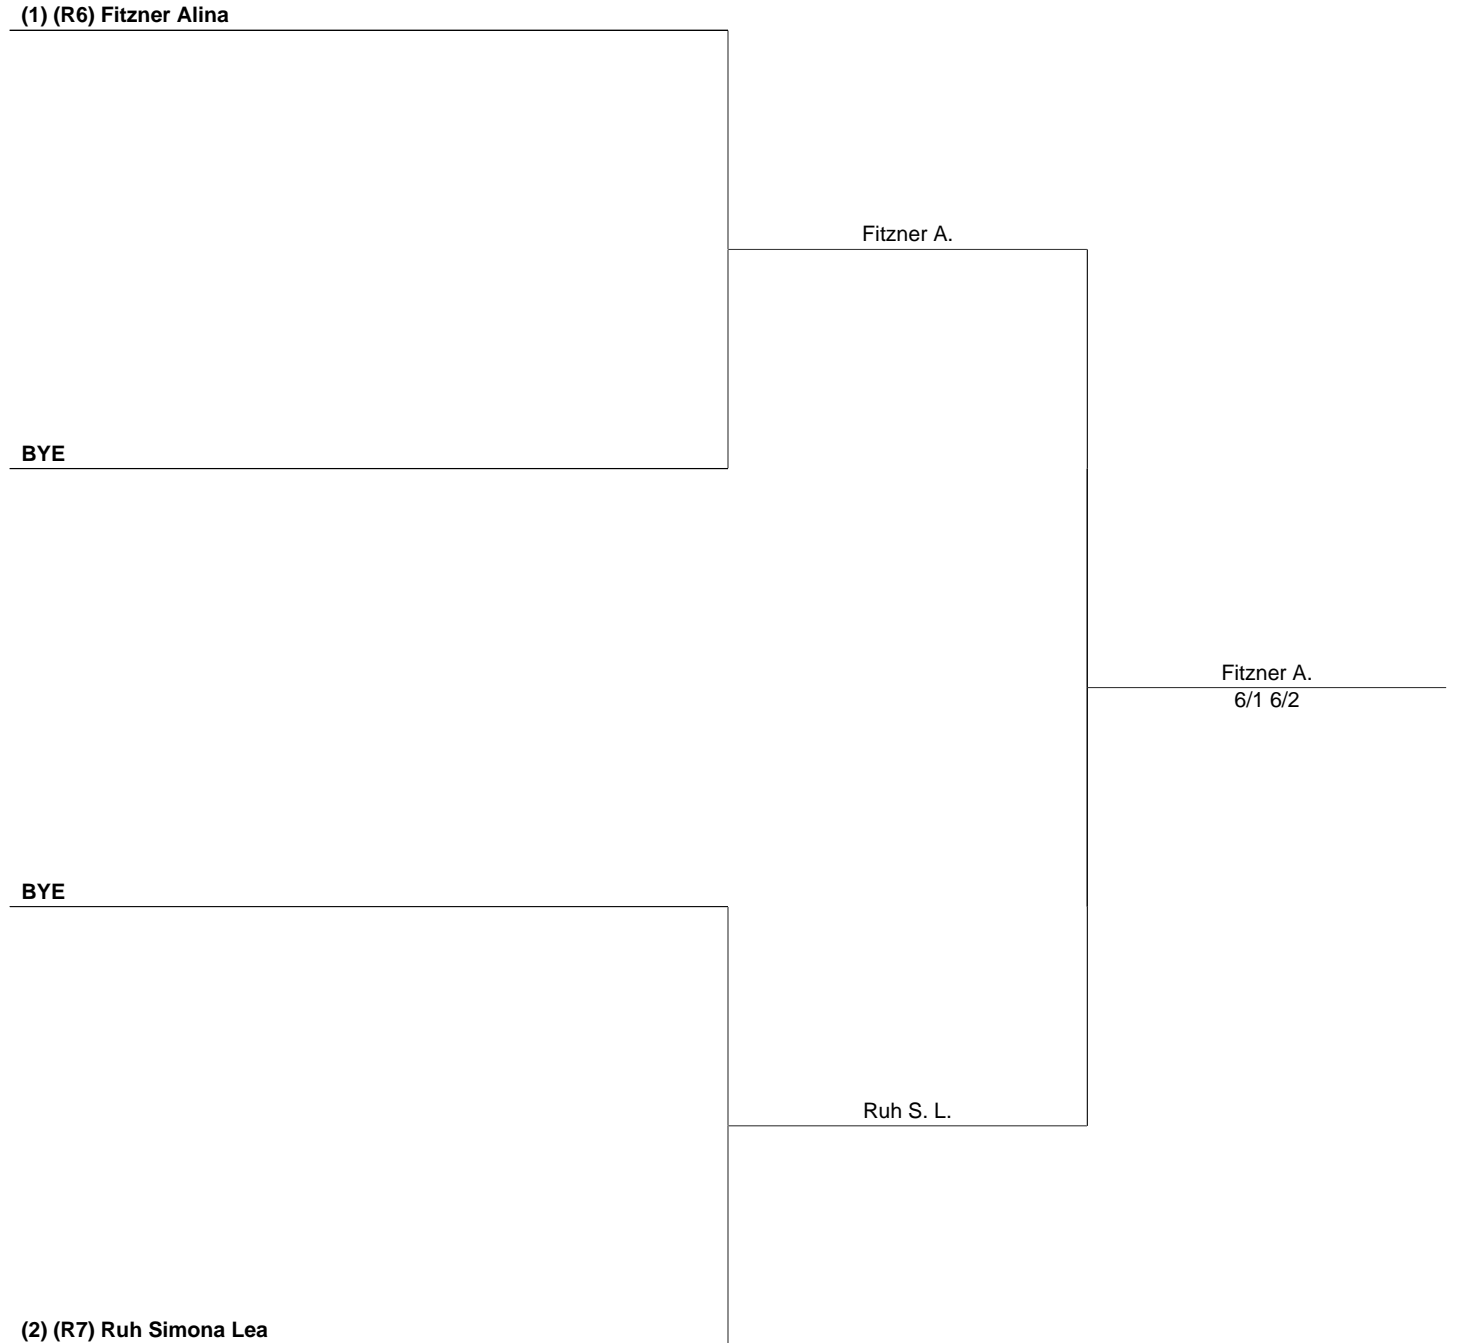 (1) (R6) Fitzner Alina
Fitzner A.
BYE
Fitzner A.
6/1 6/2
BYE
Ruh S. L.
(2) (R7) Ruh Simona Lea